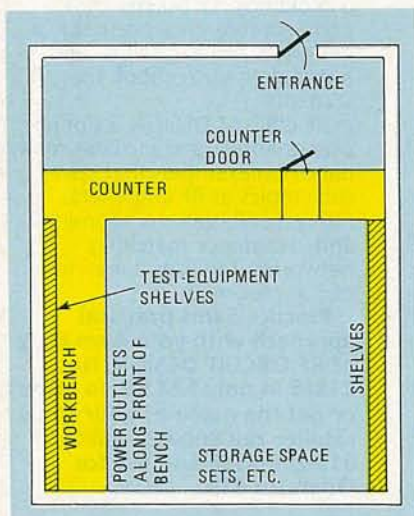 ENTRANCE
COUNTER
DOOR
COUNTER
TEST-EQUIPMENT
SHELVES
WORKBENCH
POWER OUTLETS
ALONG FRONT OF
BENCH
SHELVES
STORAGE SPACE
SETS, ETC.